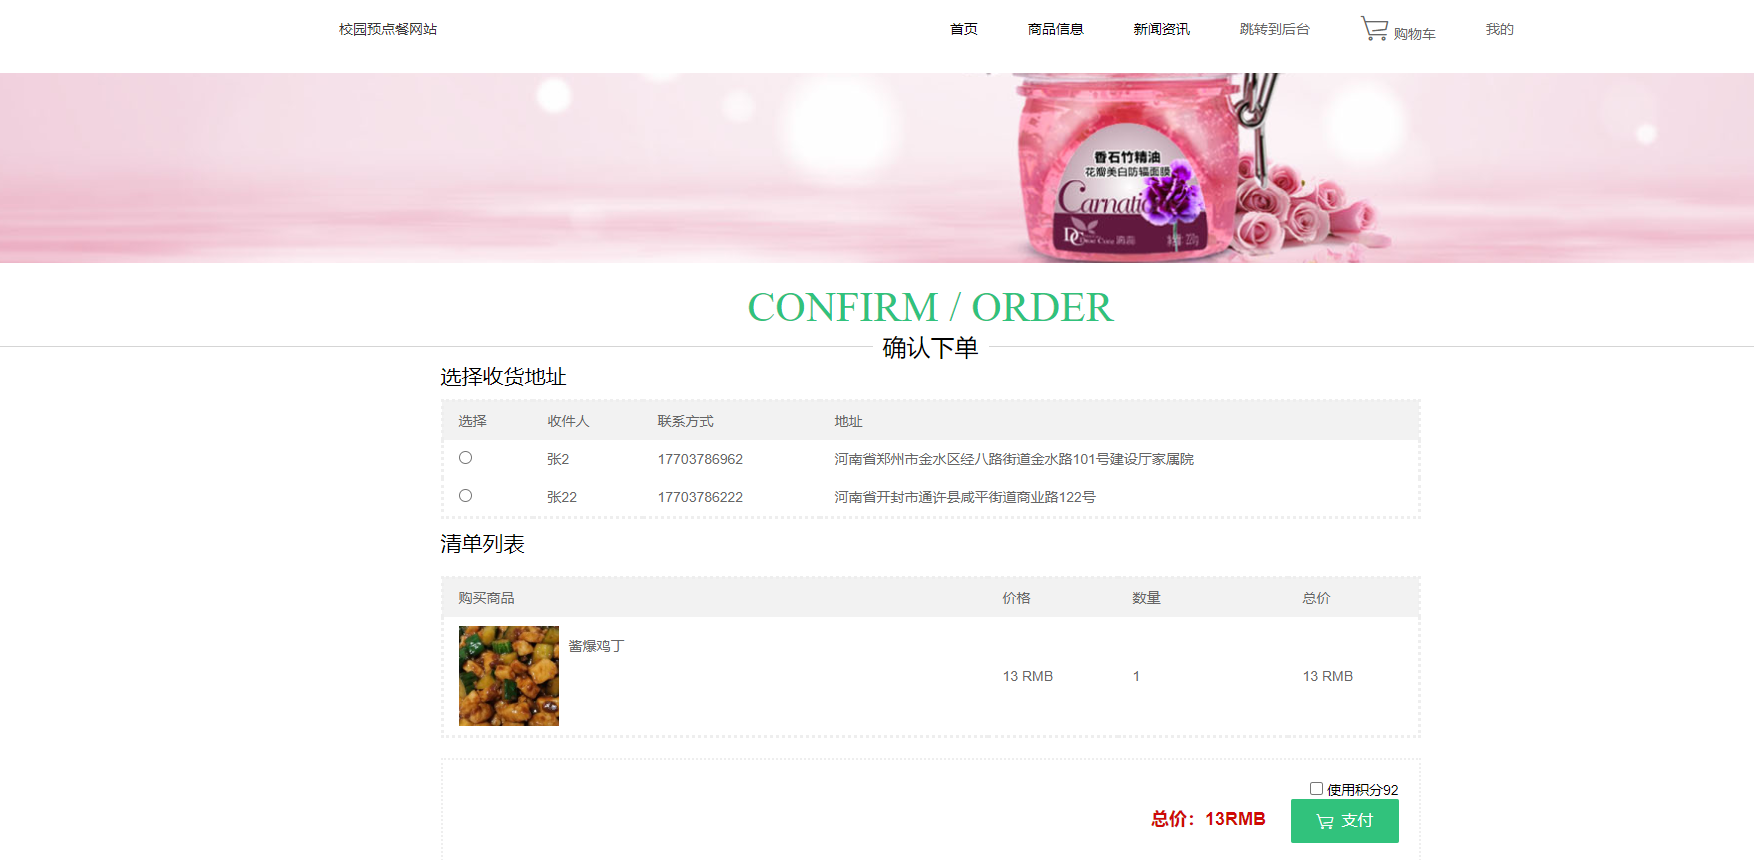 校园预点餐网站
首页 商品信息 新闻资讯 跳转到后台 购物车 我的
香石竹精油
花瓣美白防辐面膜
Carnatio
DC
220g
CONFIRM / ORDER
确认下单
选择收货地址
选择 收件人 联系方式 地址
张2 17703786962 河南省郑州市金水区经八路街道金水路101号建设厅家属院
张22 17703786222 河南省开封市通许县咸平街道商业路122号
清单列表
购买商品 价格 数量 总价
酱爆鸡丁
13 RMB 1 13 RMB
使用积分92
总价：13RMB 支付